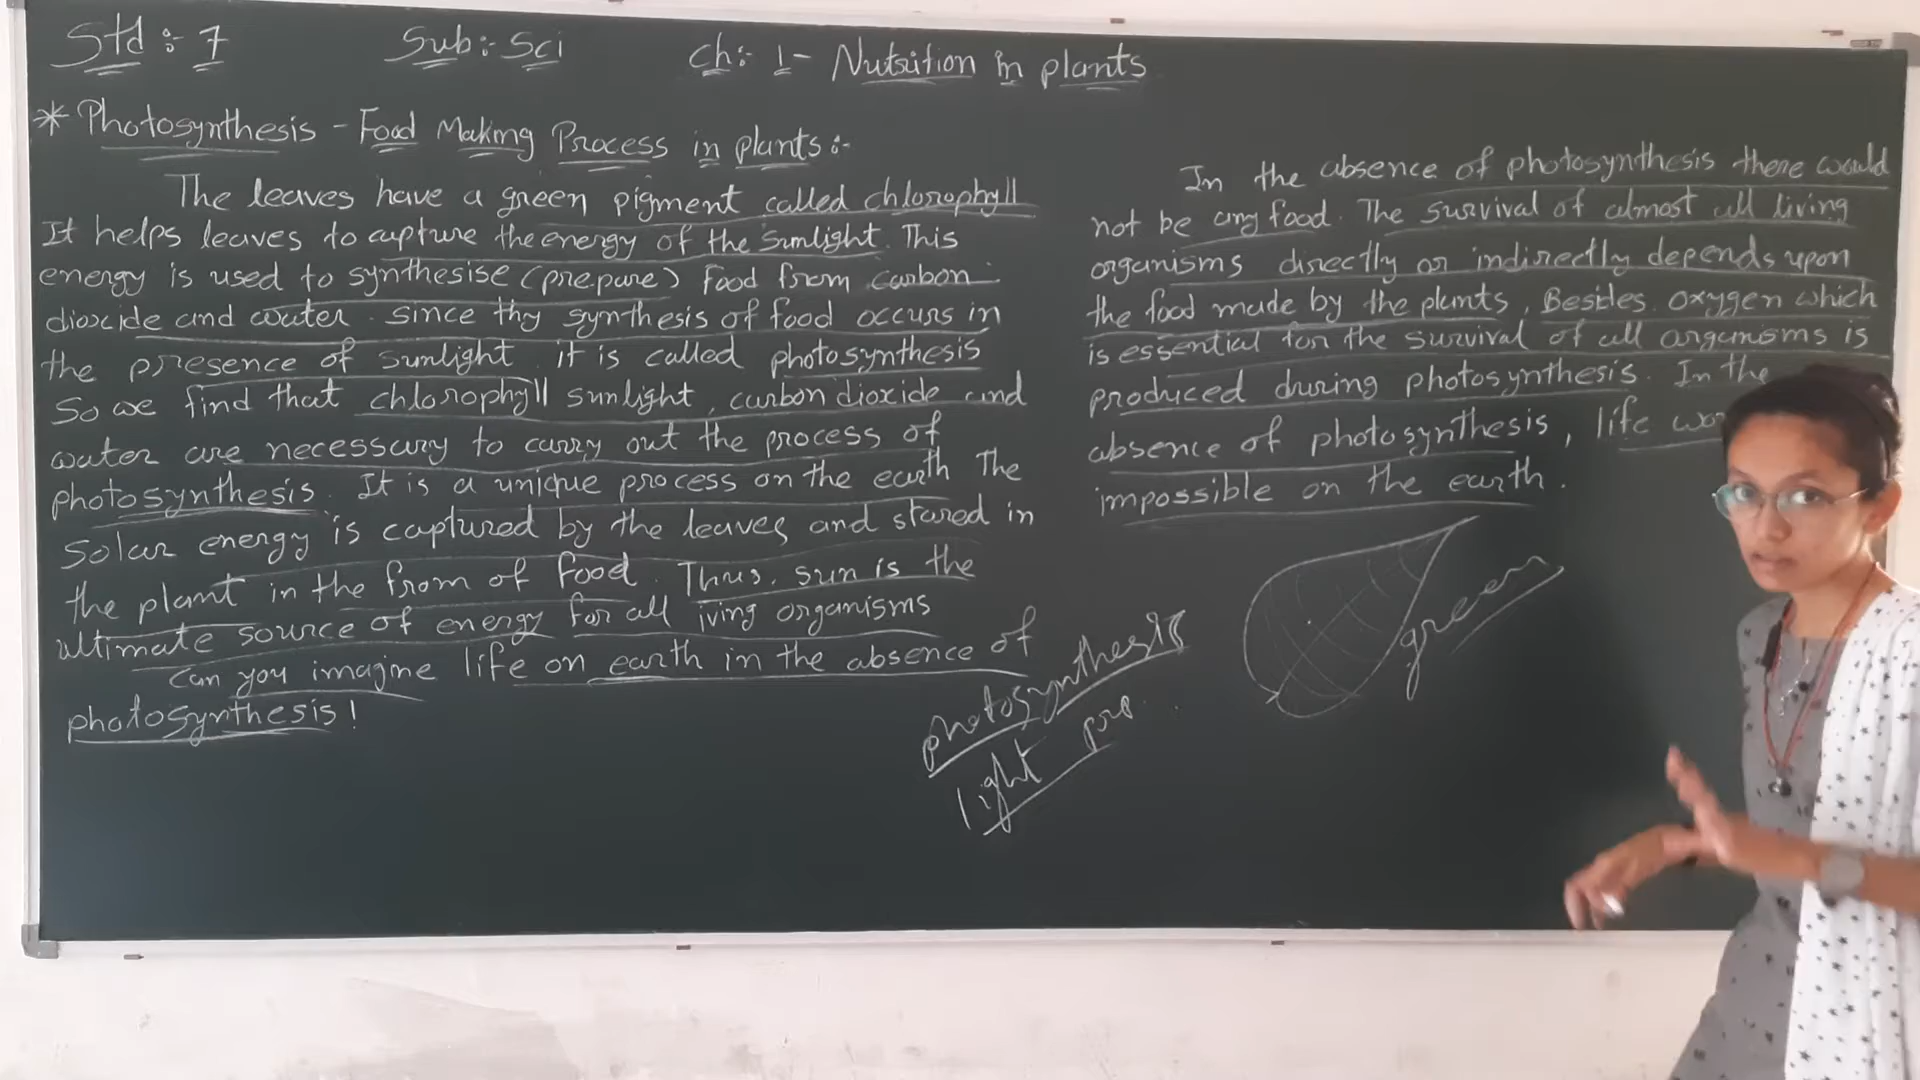 Std :- 7 Sub:- Sci Ch:- 1- Nutrition in plants
* Photosynthesis - Food Making Process in plants :-
The leaves have a green pigment called chlorophyll
It helps leaves to capture the energy of the sunlight. This
energy is used to synthesise (prepare) food from carbon
dioxide and water. since thy synthesis of food occurs in
the presence of sunlight. it is called photosynthesis
So we find that chlorophyll sunlight, carbon dioxide and
water are necessary to carry out the process of
photosynthesis. It is a unique process on the earth The
solar energy is captured by the leaves and stared in
the plant in the from of food. Thus, sun is the
ultimate source of energy for all iving organisms
can you imagine life on earth in the absence of
photosynthesis!
In the absence of photosynthesis there would
not be any food. The survival of almost all living
organisms directly or indirectly depends upon
the food made by the plants, Besides oxygen which
is essential for the survival of all organisms is
produced during photosynthesis. In the
absence of photosynthesis, life
impossible on the earth.
photosynthesis
light pro
green